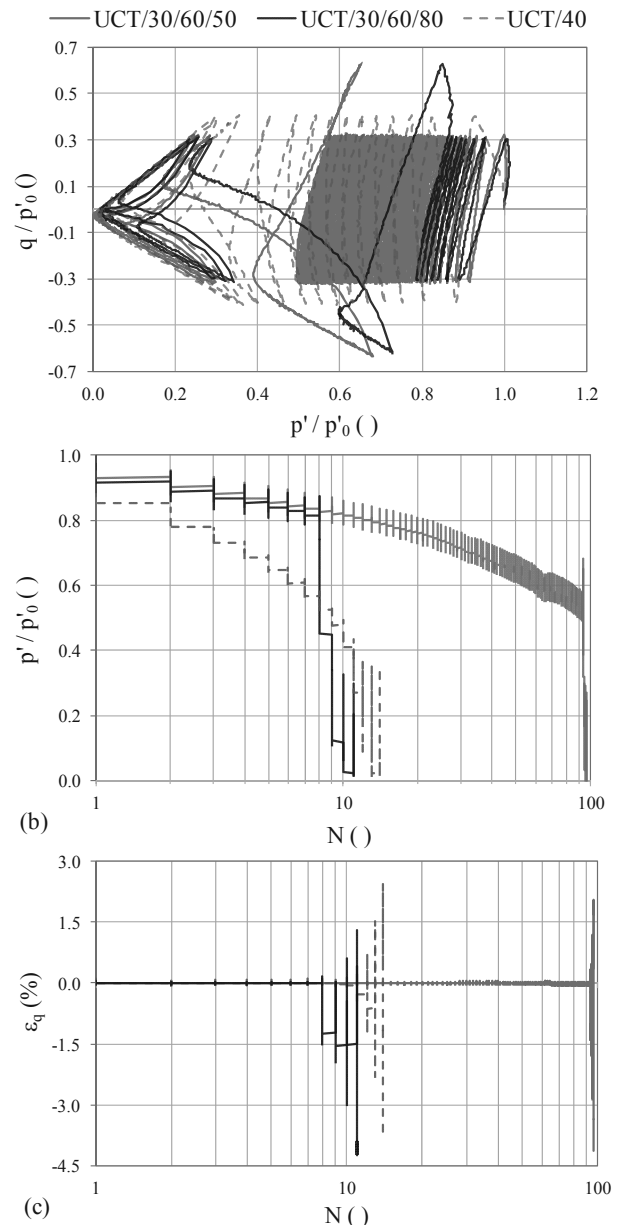 UCT/30/60/50 UCT/30/60/80 UCT/40
0.7
0.5
0.3
0.1
-0.1
-0.3
-0.5
-0.7
q / p'0 ( )
0.0 0.2 0.4 0.6 0.8 1.0 1.2
p' / p'0 ( )
1.0
0.8
0.6
0.4
0.2
0.0
p' / p'0 ( )
1 10 100
(b)
N ( )
3.0
1.5
0.0
-1.5
-3.0
-4.5
εq (%)
1 10 100
(c)
N ( )